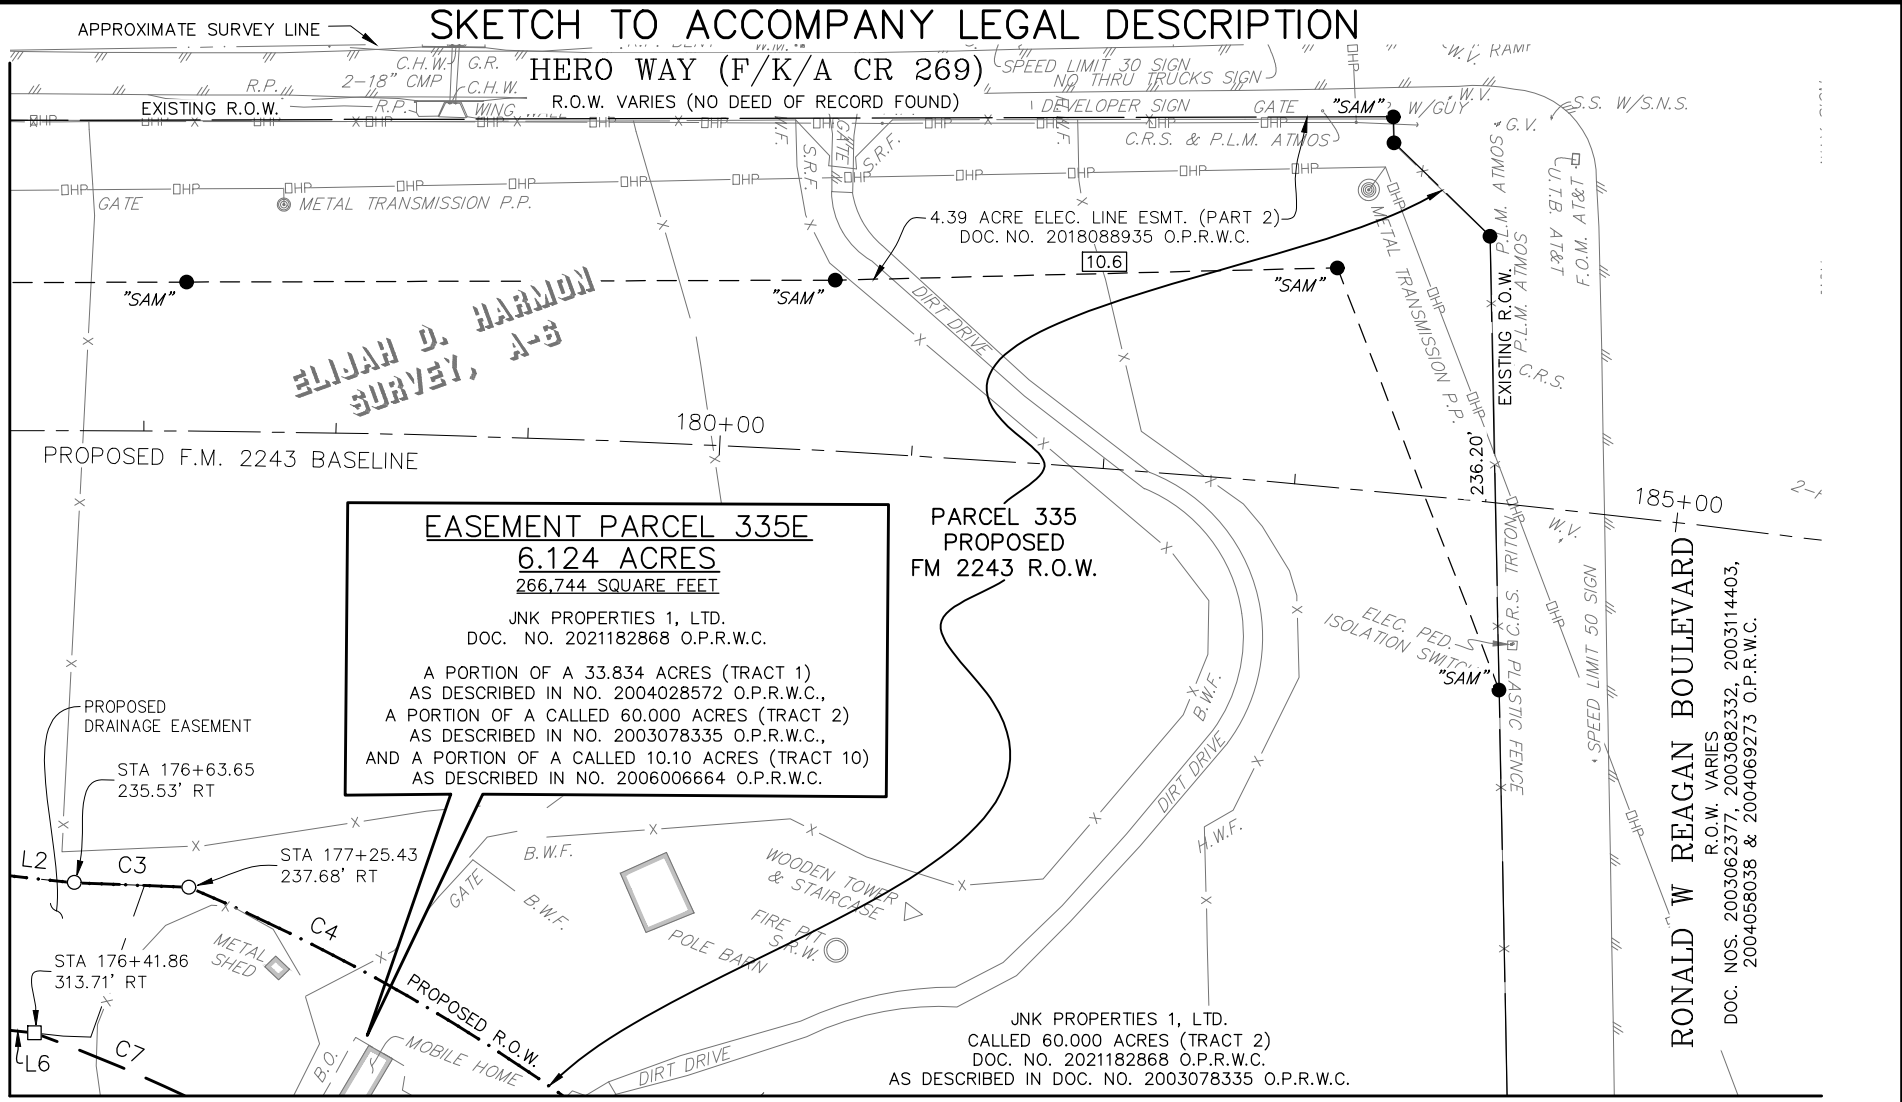 SKETCH TO ACCOMPANY LEGAL DESCRIPTION
APPROXIMATE SURVEY LINE
HERO WAY (F/K/A CR 269)
R.O.W. VARIES (NO DEED OF RECORD FOUND)
C.H.W.
G.R.
2-18" CMP
C.H.W.
R.P.
R.P.
WING
EXISTING R.O.W.
SPEED LIMIT 30 SIGN
NO THRU TRUCKS SIGN
DEVELOPER SIGN
GATE
"SAM"
W/GUY
W.V.
W.V. RAMP
S.S. W/S.N.S.
G.V.
C.R.S. & P.L.M. ATMOS
W.F.
S.R.F.
GATE
S.R.F.
GATE
METAL TRANSMISSION P.P.
4.39 ACRE ELEC. LINE ESMT. (PART 2)
DOC. NO. 2018088935 O.P.R.W.C.
10.6
METAL TRANSMISSION P.P.
P.L.M. ATMOS
P.L.M. ATMOS
U.T.B. AT&T
F.O.M. AT&T
EXISTING R.O.W.
C.R.S.
"SAM"
"SAM"
"SAM"
DIRT DRIVE
ELIJAH D. HARMON
SURVEY, A-6
180+00
PROPOSED F.M. 2243 BASELINE
236.20'
185+00
W.V.
EASEMENT PARCEL 335E
6.124 ACRES
266,744 SQUARE FEET
JNK PROPERTIES 1, LTD.
DOC. NO. 2021182868 O.P.R.W.C.
A PORTION OF A 33.834 ACRES (TRACT 1)
AS DESCRIBED IN NO. 2004028572 O.P.R.W.C.,
A PORTION OF A CALLED 60.000 ACRES (TRACT 2)
AS DESCRIBED IN NO. 2003078335 O.P.R.W.C.,
AND A PORTION OF A CALLED 10.10 ACRES (TRACT 10)
AS DESCRIBED IN NO. 2006006664 O.P.R.W.C.
PARCEL 335
PROPOSED
FM 2243 R.O.W.
C.R.S. TRITON
SPEED LIMIT 50 SIGN
ELEC. PED.
ISOLATION SWITCH
"SAM"
PLASTIC FENCE
RONALD W REAGAN BOULEVARD
R.O.W. VARIES
DOC. NOS. 2003062377, 2003082332, 2003114403,
2004058038 & 2004069273 O.P.R.W.C.
B.W.F.
DIRT DRIVE
H.W.F.
PROPOSED
DRAINAGE EASEMENT
STA 176+63.65
235.53' RT
L2
C3
STA 177+25.43
237.68' RT
C4
B.W.F.
GATE
B.W.F.
WOODEN TOWER
& STAIRCASE
FIRE PIT
S.R.W.
POLE BARN
METAL
SHED
STA 176+41.86
313.71' RT
PROPOSED R.O.W.
L6
C7
B.O.
MOBILE HOME
DIRT DRIVE
JNK PROPERTIES 1, LTD.
CALLED 60.000 ACRES (TRACT 2)
DOC. NO. 2021182868 O.P.R.W.C.
AS DESCRIBED IN DOC. NO. 2003078335 O.P.R.W.C.